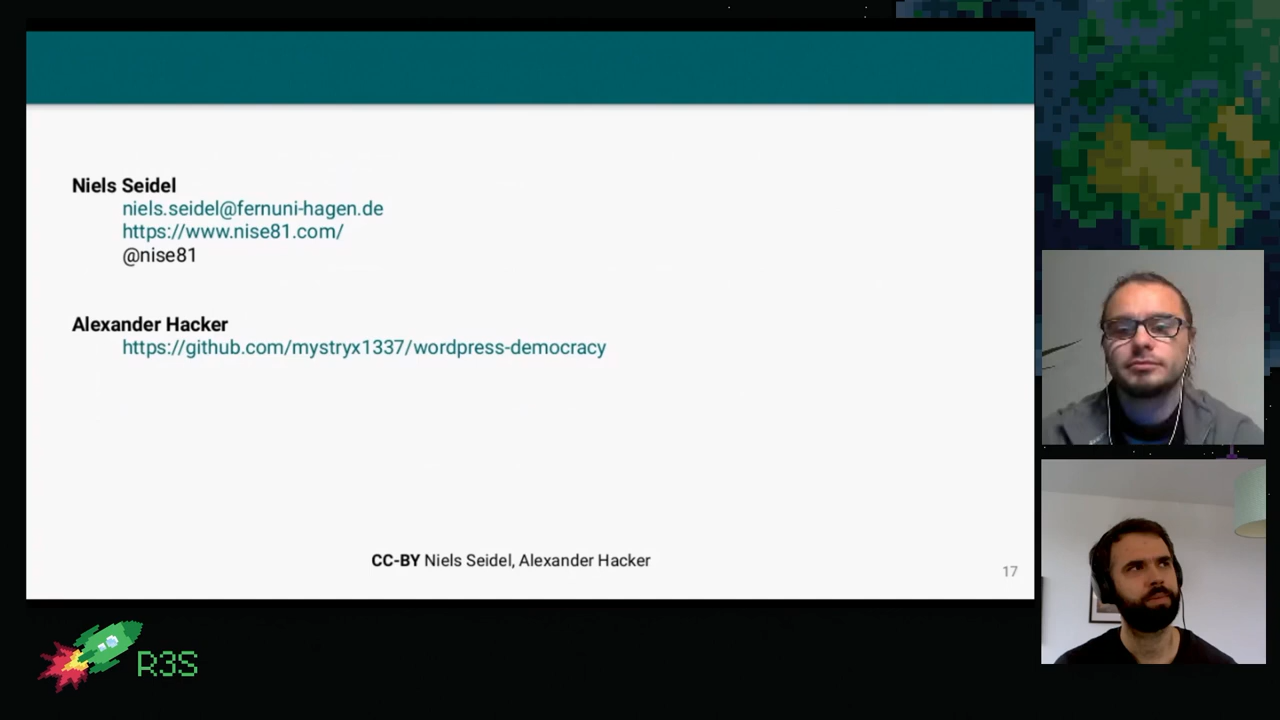 Niels Seidel
niels.seidel@fernuni-hagen.de
https://www.nise81.com/
@nise81
Alexander Hacker
https://github.com/mystryx1337/wordpress-democracy
CC-BY Niels Seidel, Alexander Hacker
17
R3S